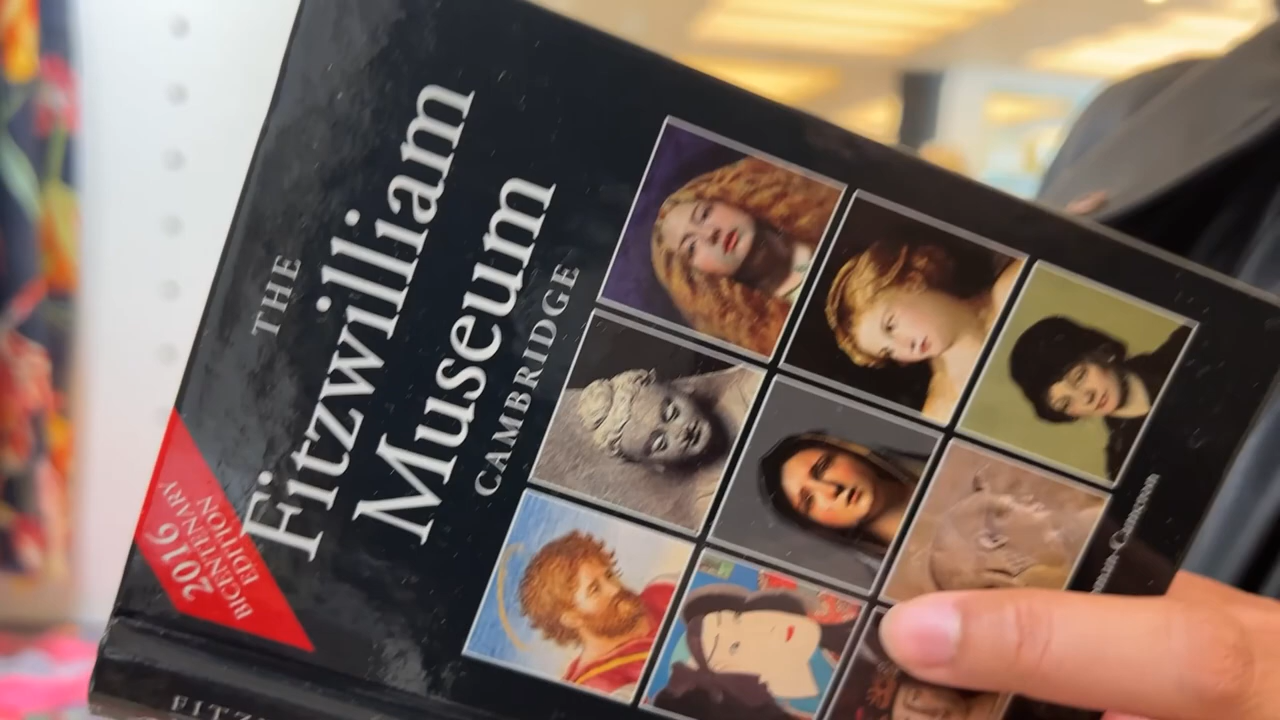 THE
Fitzwilliam
Museum
CAMBRIDGE
2016
BICENTENARY
EDITION